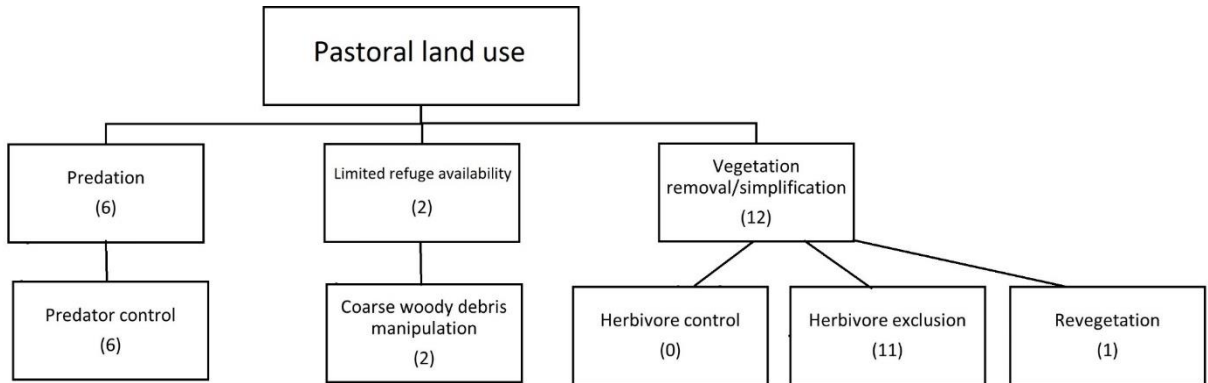 Pastoral land use
Predation
(6)
Limited refuge availability
(2)
Vegetation
removal/simplification
(12)
Predator control
(6)
Coarse woody debris
manipulation
(2)
Herbivore control
(0)
Herbivore exclusion
(11)
Revegetation
(1)